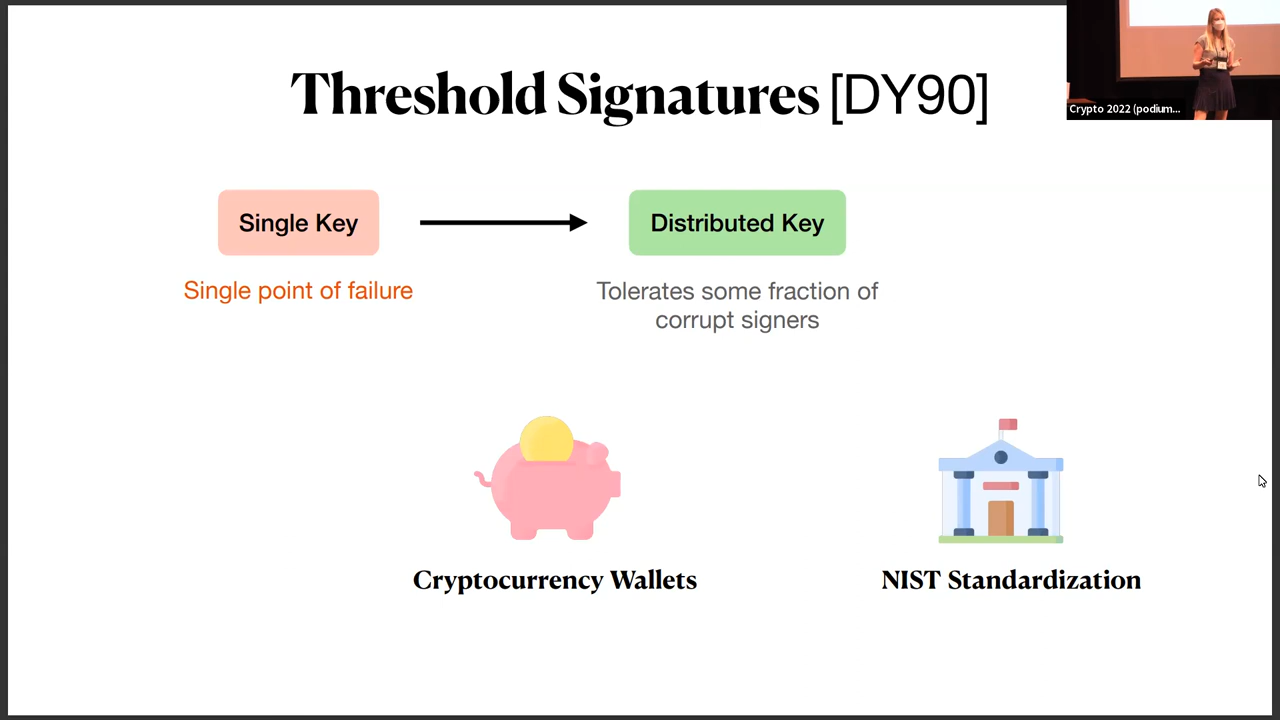 Threshold Signatures [DY90]
Crypto 2022 (podium...
Single Key
Distributed Key
Single point of failure
Tolerates some fraction of
corrupt signers
Cryptocurrency Wallets
NIST Standardization